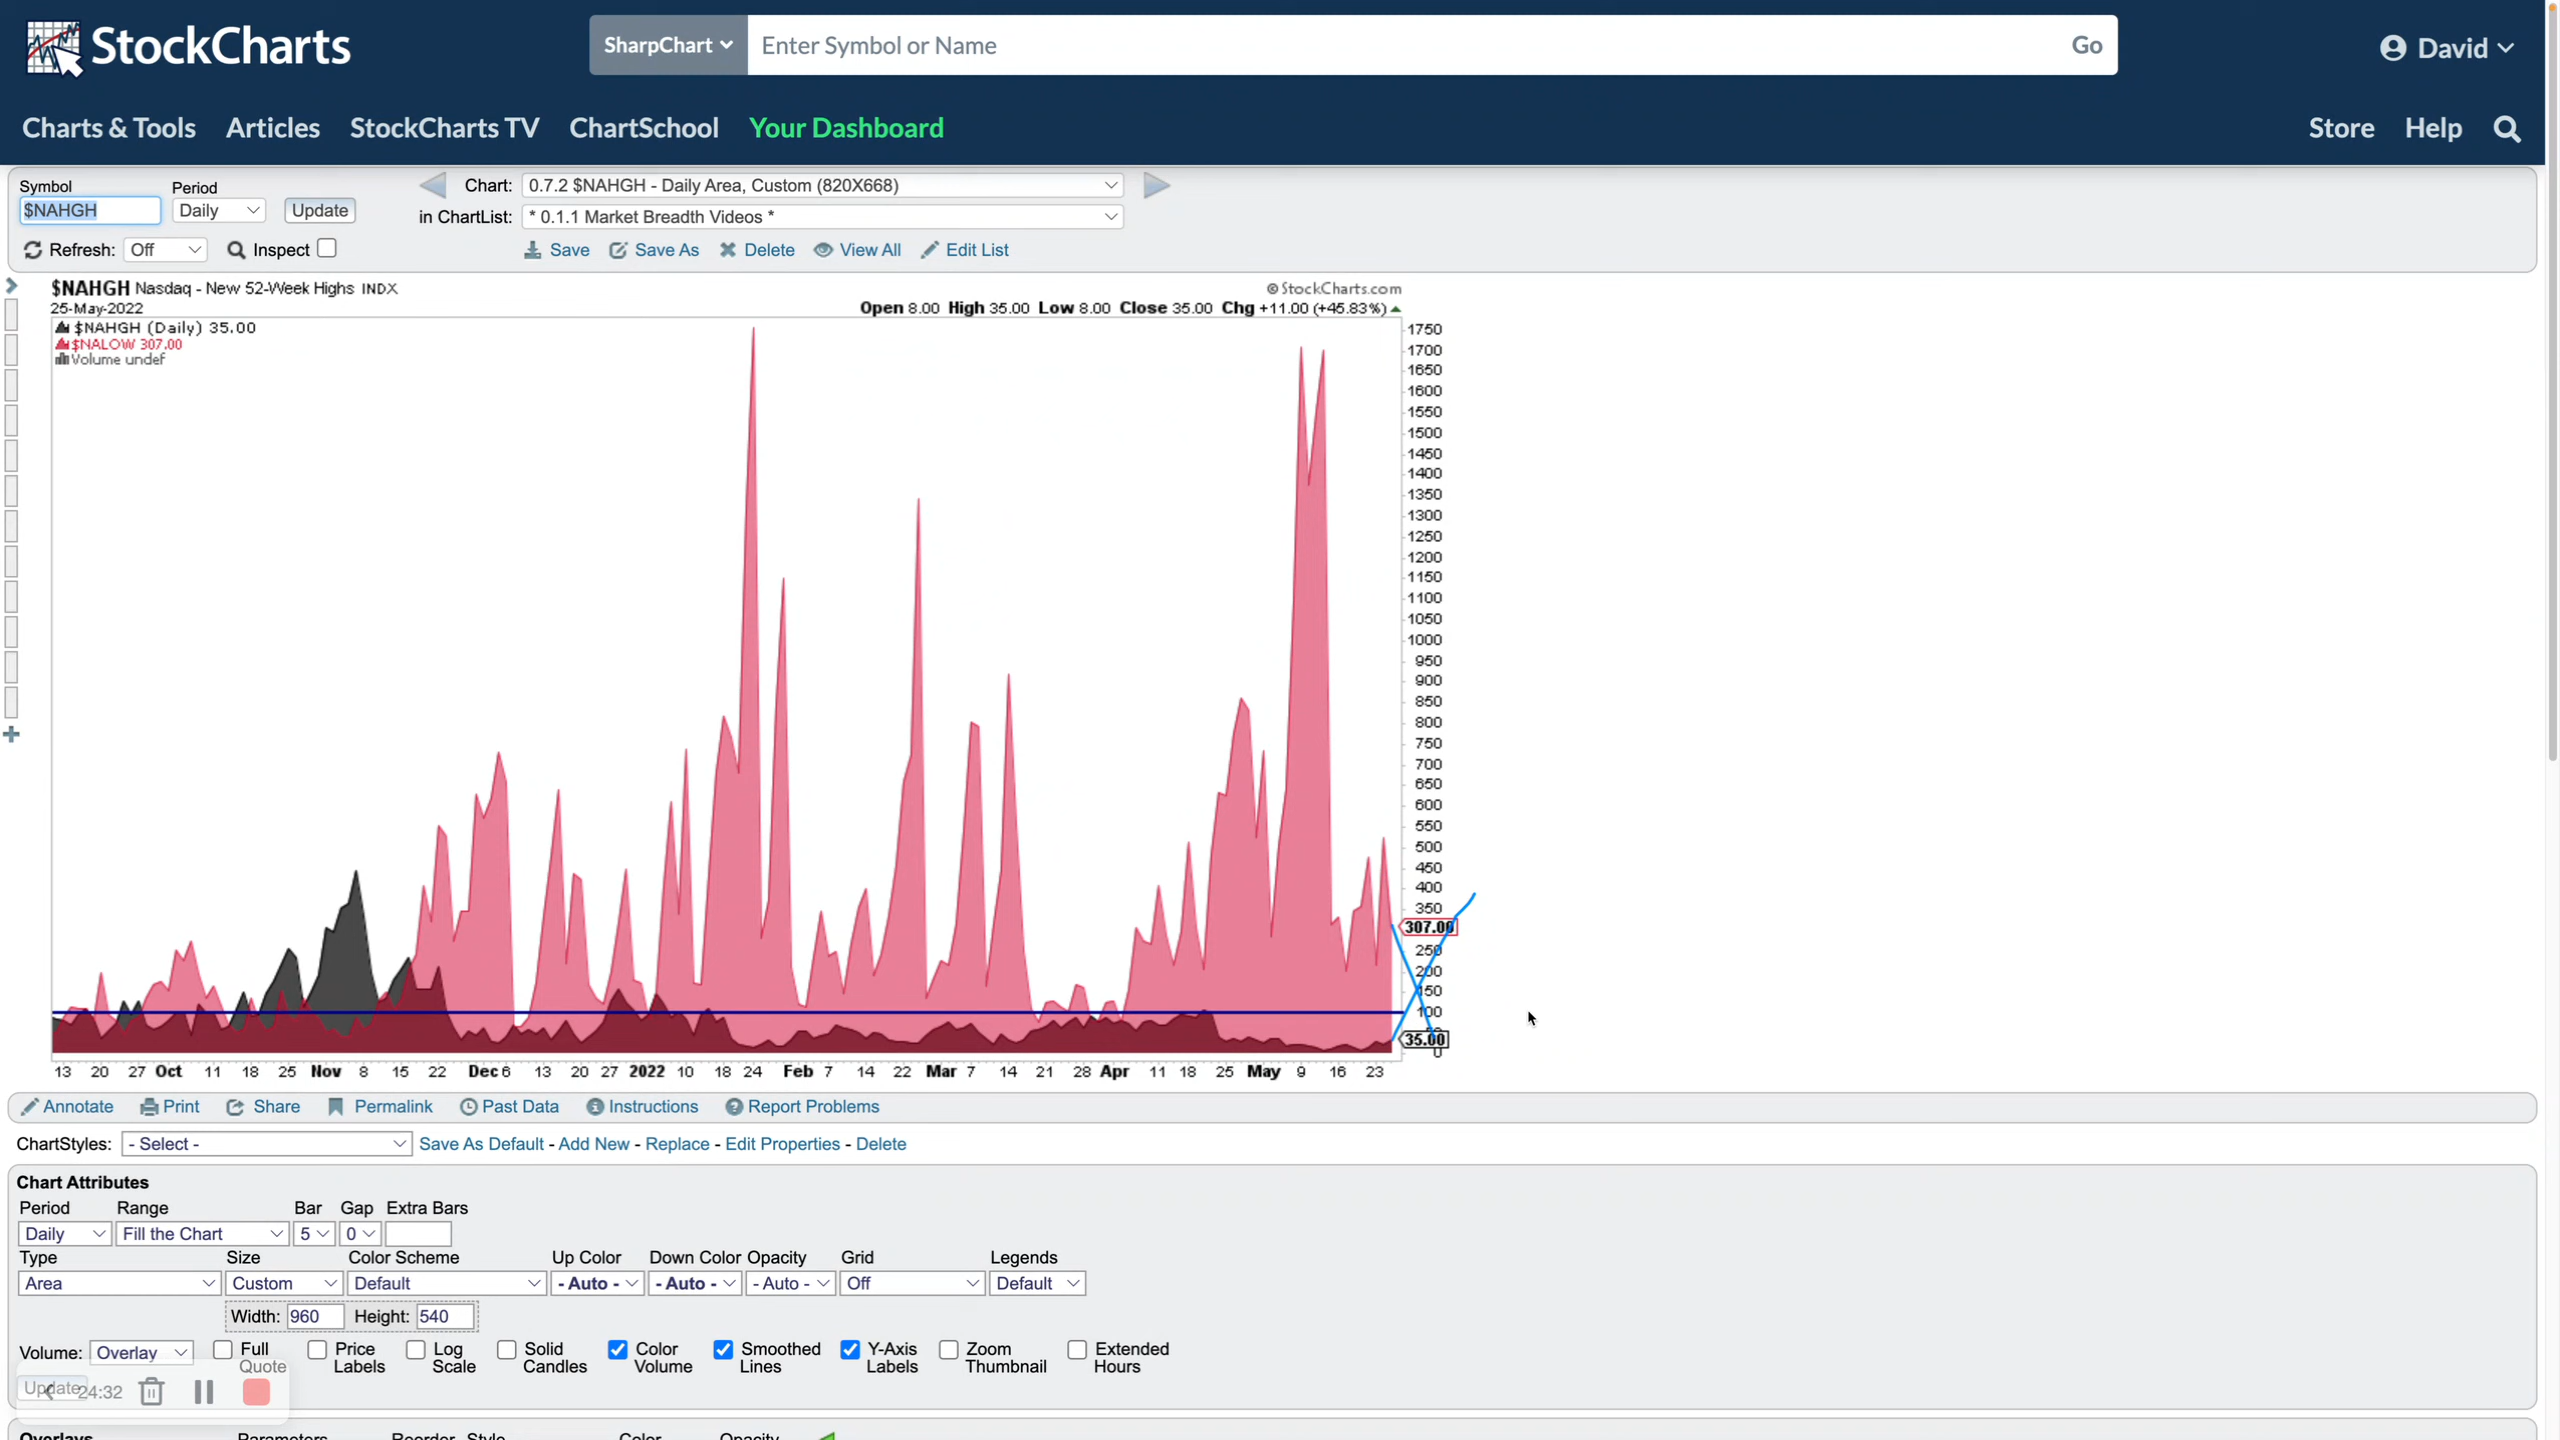 StockCharts
SharpChart Enter Symbol or Name Go
David
Charts & Tools Articles StockCharts TV ChartSchool Your Dashboard Store Help
Symbol Period
$NAHGH Daily Update
Chart: 0.7.2 $NAHGH - Daily Area, Custom (820X668)
in ChartList: * 0.1.1 Market Breadth Videos *
Refresh: Off Inspect
Save Save As Delete View All Edit List
$NAHGH Nasdaq - New 52-Week Highs INDX © StockCharts.com
25-May-2022 Open 8.00 High 35.00 Low 8.00 Close 35.00 Chg +11.00 (+45.83%)
$NAHGH (Daily) 35.00
$NALOW 307.00
Volume undef
1750
1700
1650
1600
1550
1500
1450
1400
1350
1300
1250
1200
1150
1100
1050
1000
950
900
850
800
750
700
650
600
550
500
450
400
350
307.00
250
200
150
100
35.00
0
13 20 27 Oct 11 18 25 Nov 8 15 22 Dec 6 13 20 27 2022 10 18 24 Feb 7 14 22 Mar 7 14 21 28 Apr 11 18 25 May 9 16 23
Annotate Print Share Permalink Past Data Instructions Report Problems
ChartStyles: - Select - Save As Default - Add New - Replace - Edit Properties - Delete
Chart Attributes
Period Range Bar Gap Extra Bars
Daily Fill the Chart 5 0
Type Size Color Scheme Up Color Down Color Opacity Grid Legends
Area Custom Default - Auto - - Auto - - Auto - Off Default
Width: 960 Height: 540
Volume: Overlay Full Quote Price Labels Log Scale Solid Candles Color Volume Smoothed Lines Y-Axis Labels Zoom Thumbnail Extended Hours
Update 24:32
Overlays Parameters Reorder Style Color Opacity